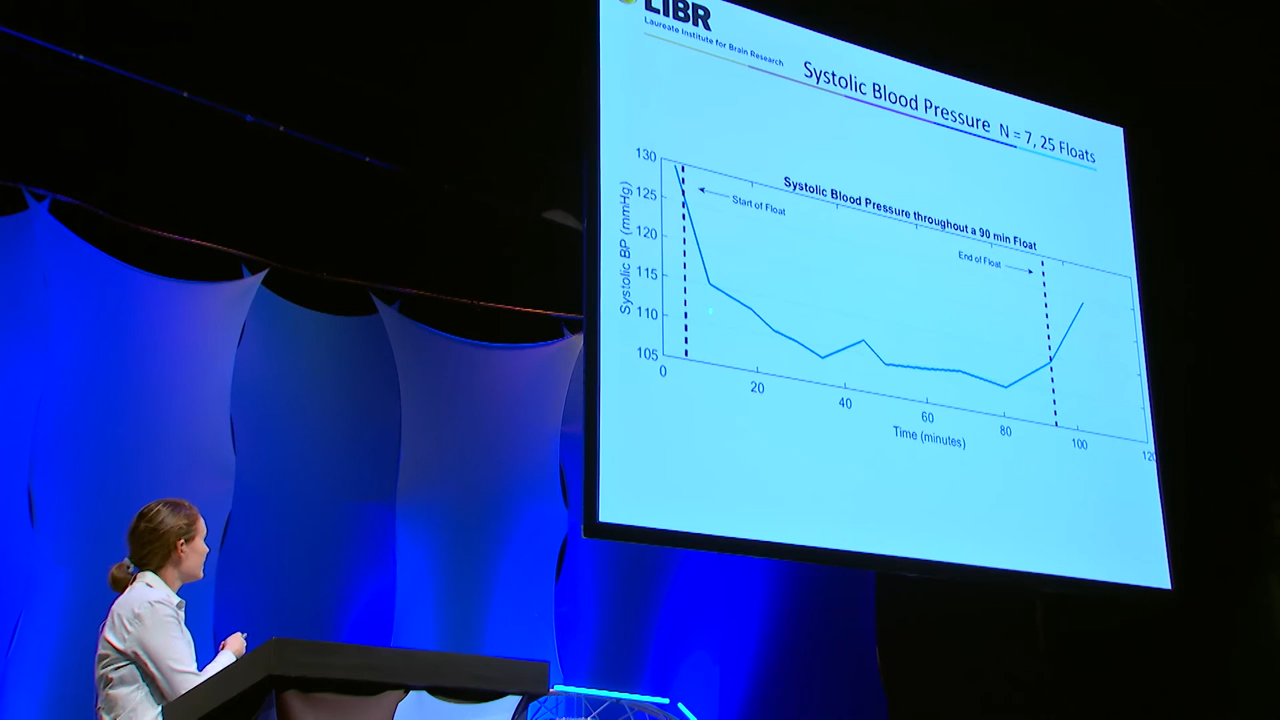 LIBR
Laureate Institute for Brain Research
Systolic Blood Pressure N = 7, 25 Floats
Systolic Blood Pressure throughout a 90 min Float
Start of Float
End of Float
Systolic BP (mmHg)
130
125
120
115
110
105
0 20 40 60 80 100 120
Time (minutes)